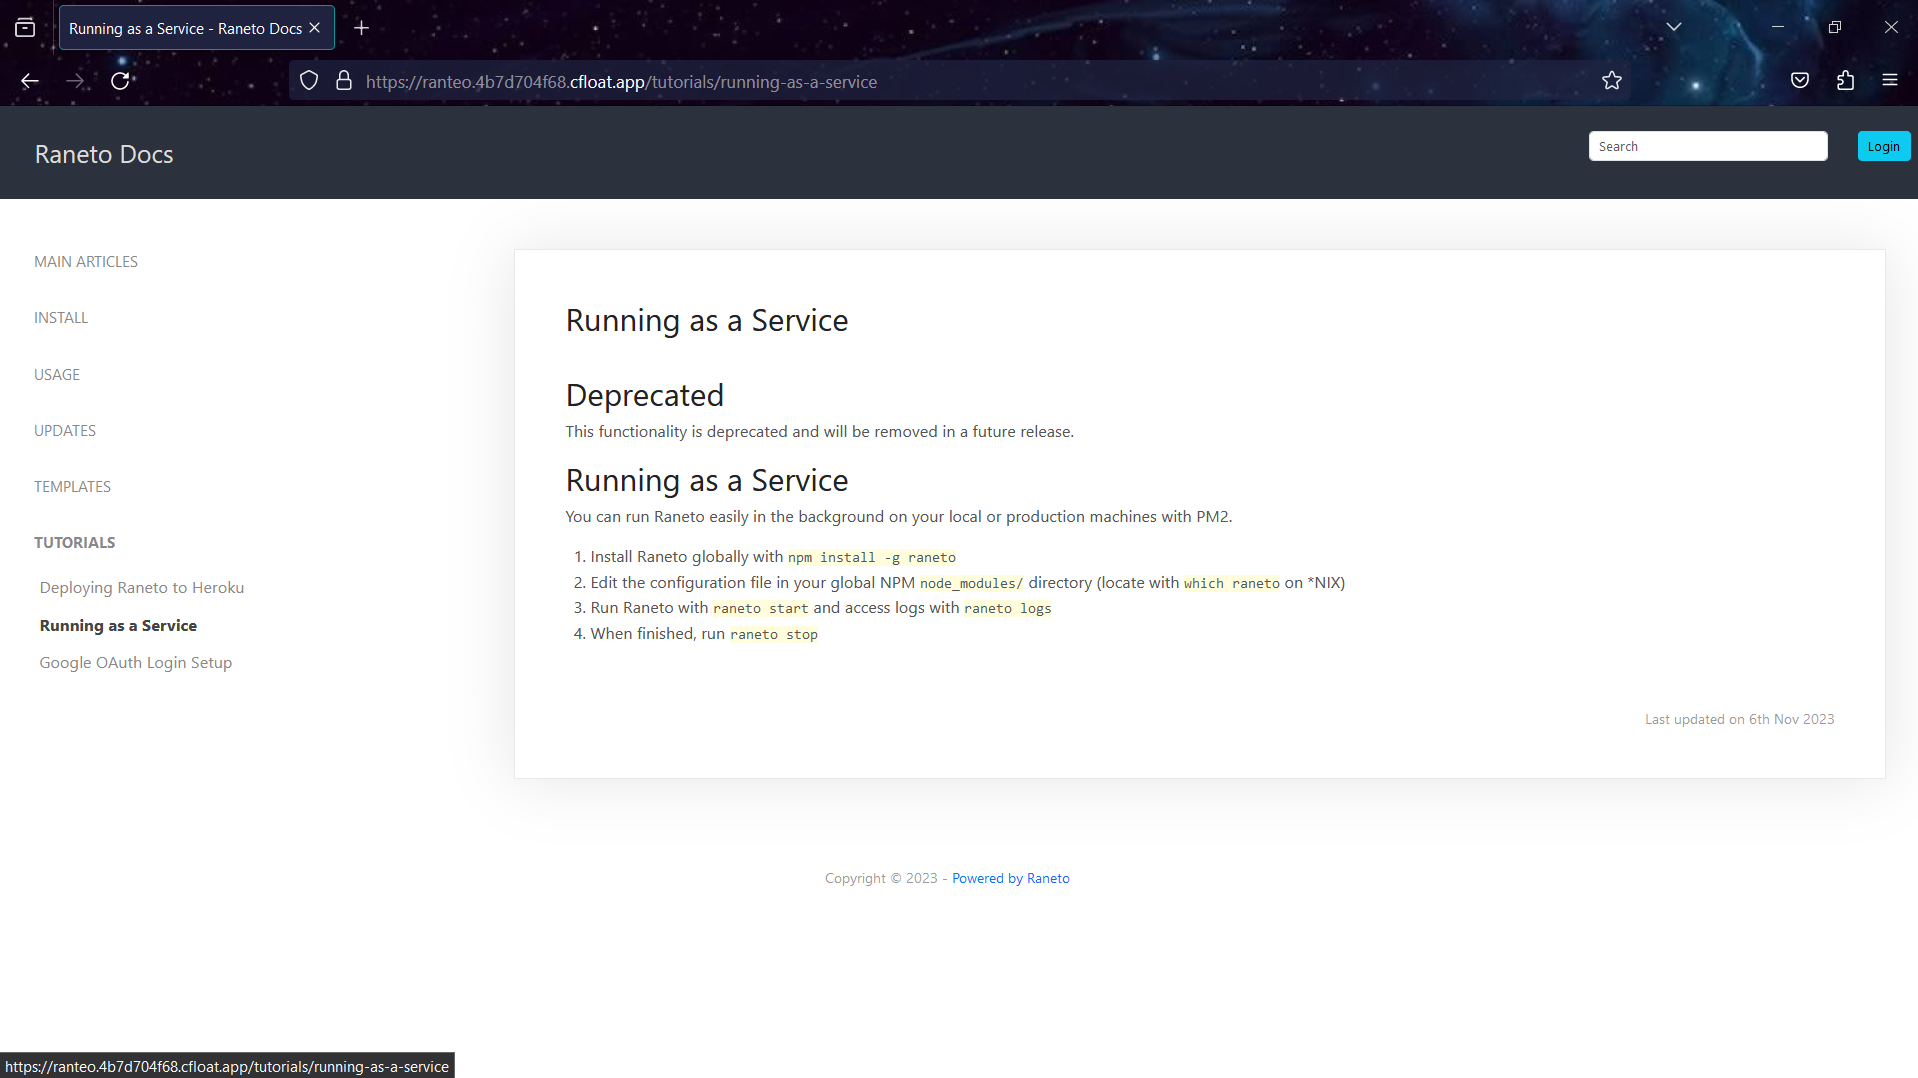 Running as a Service - Raneto Docs
https://ranteo.4b7d704f68.cfloat.app/tutorials/running-as-a-service
Raneto Docs
Search
Login
MAIN ARTICLES
INSTALL
USAGE
UPDATES
TEMPLATES
TUTORIALS
Deploying Raneto to Heroku
Running as a Service
Google OAuth Login Setup
Running as a Service
Deprecated
This functionality is deprecated and will be removed in a future release.
Running as a Service
You can run Raneto easily in the background on your local or production machines with PM2.
1. Install Raneto globally with npm install -g raneto
2. Edit the configuration file in your global NPM node_modules/ directory (locate with which raneto on *NIX)
3. Run Raneto with raneto start and access logs with raneto logs
4. When finished, run raneto stop
Last updated on 6th Nov 2023
Copyright © 2023 - Powered by Raneto
https://ranteo.4b7d704f68.cfloat.app/tutorials/running-as-a-service